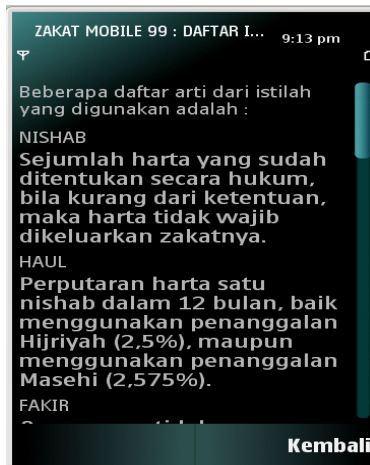 ZAKAT MOBILE 99 : DAFTAR I...
9:13 pm
Beberapa daftar arti dari istilah
yang digunakan adalah :
NISHAB
Sejumlah harta yang sudah
ditentukan secara hukum,
bila kurang dari ketentuan,
maka harta tidak wajib
dikeluarkan zakatnya.
HAUL
Perputaran harta satu
nishab dalam 12 bulan, baik
menggunakan penanggalan
Hijriyah (2,5%), maupun
menggunakan penanggalan
Masehi (2,575%).
FAKIR
Kembali